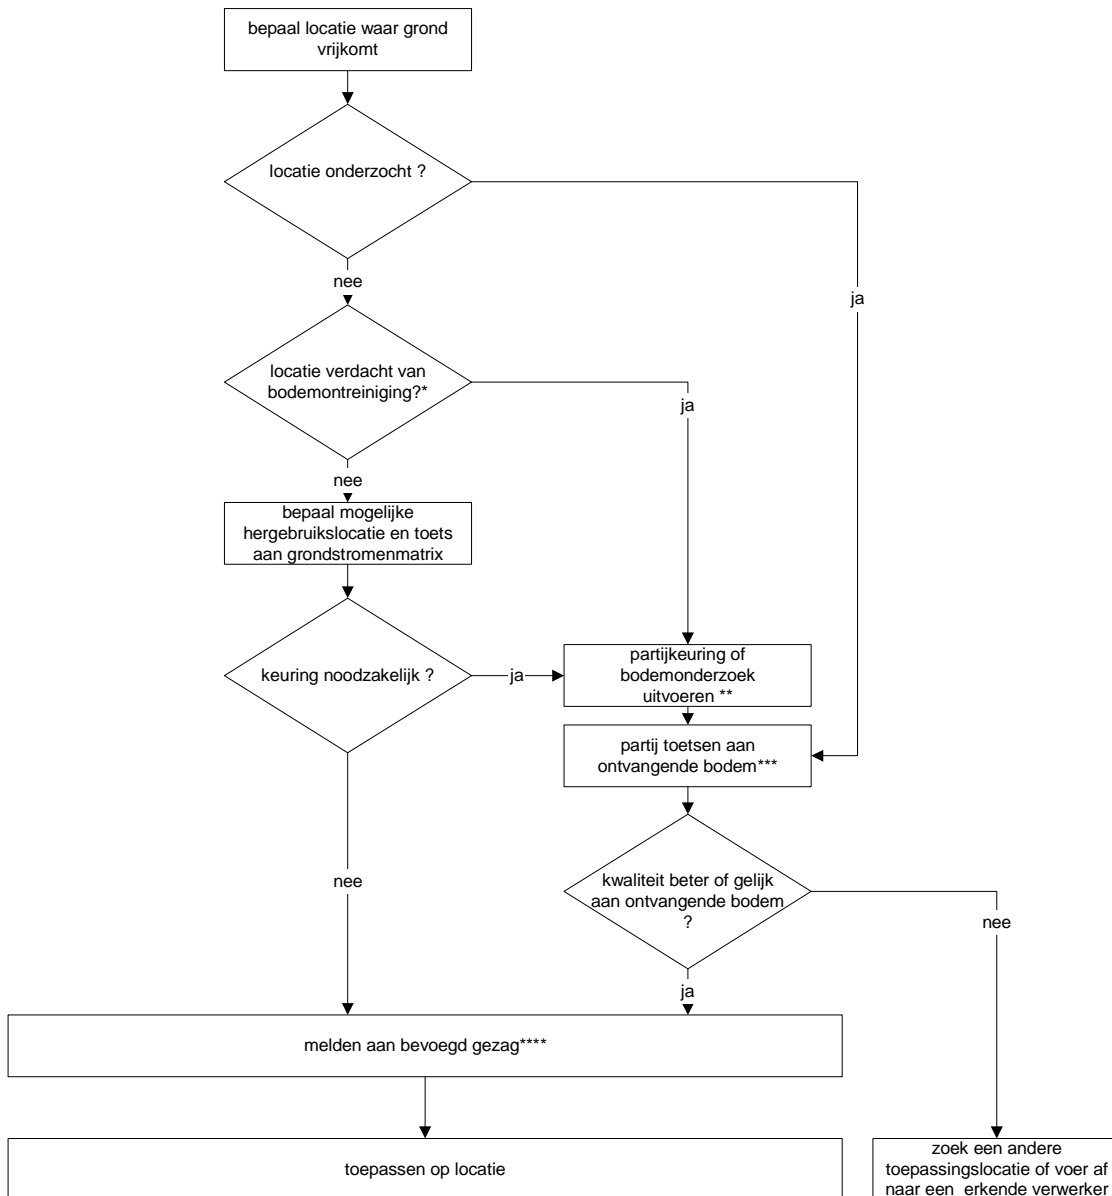 bepaal locatie waar grond
vrijkomt
locatie onderzocht ?
nee
ja
locatie verdacht van
bodemontreiniging?*
ja
nee
bepaal mogelijke
hergebruikslocatie en toets
aan grondstromenmatrix
keuring noodzakelijk ?
ja
partijkeuring of
bodemonderzoek
uitvoeren **
partij toetsen aan
ontvangende bodem***
nee
kwaliteit beter of gelijk
aan ontvangende bodem
?
nee
ja
melden aan bevoegd gezag****
toepassen op locatie
zoek een andere
toepassingslocatie of voer af
naar een erkende verwerker